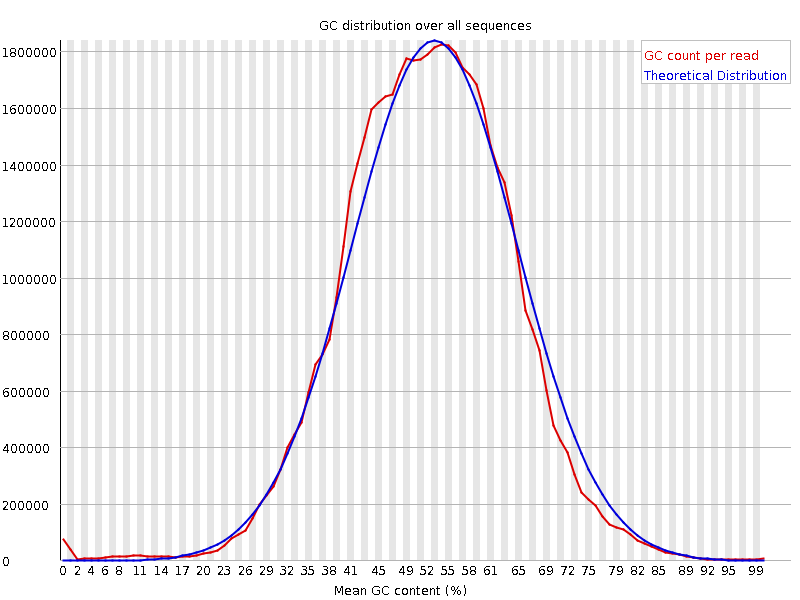 GC distribution over all sequences
GC count per read
Theoretical Distribution
1800000
1600000
1400000
1200000
1000000
800000
600000
400000
200000
0
0 2 4 6 8 11 14 17 20 23 26 29 32 35 38 41 45 49 52 55 58 61 65 69 72 75 79 82 85 89 92 95 99
Mean GC content (%)